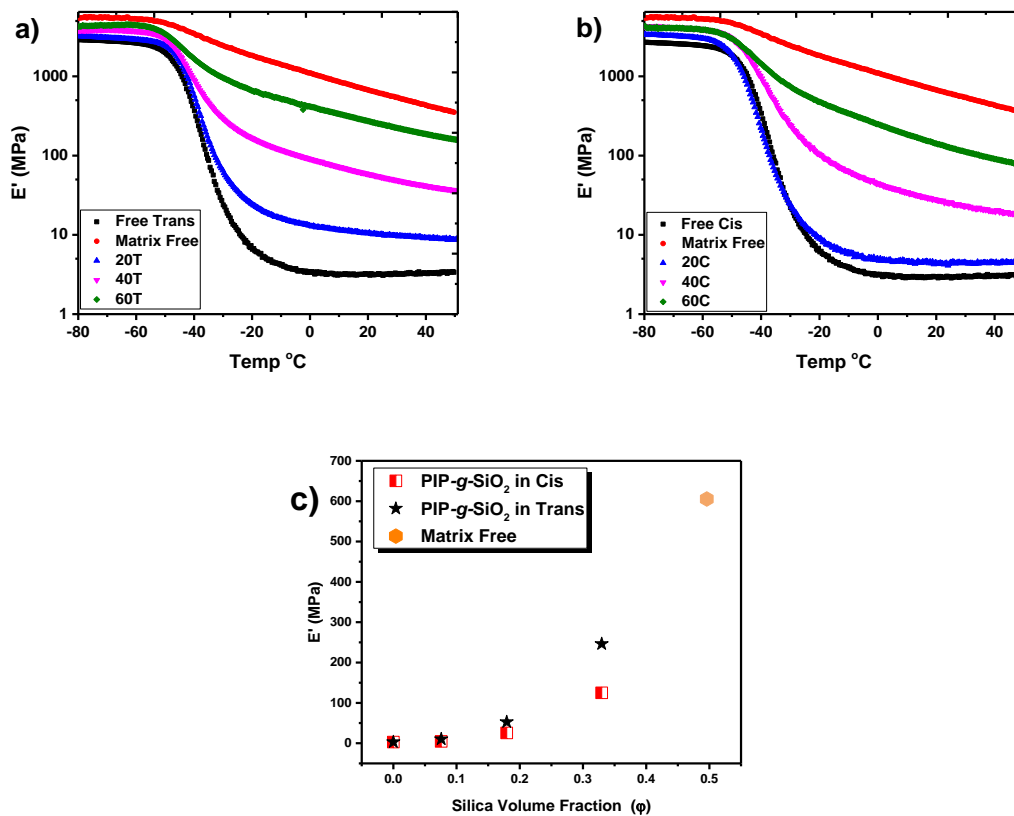 a)
E' (MPa)
1000
100
10
1
Free Trans
Matrix Free
20T
40T
60T
-80 -60 -40 -20 0 20 40
Temp °C
b)
E' (MPa)
1000
100
10
1
Free Cis
Matrix Free
20C
40C
60C
-80 -60 -40 -20 0 20 40
Temp °C
c)
E' (MPa)
700
600
500
400
300
200
100
0
PIP-g-SiO₂ in Cis
PIP-g-SiO₂ in Trans
Matrix Free
0.0 0.1 0.2 0.3 0.4 0.5
Silica Volume Fraction (φ)